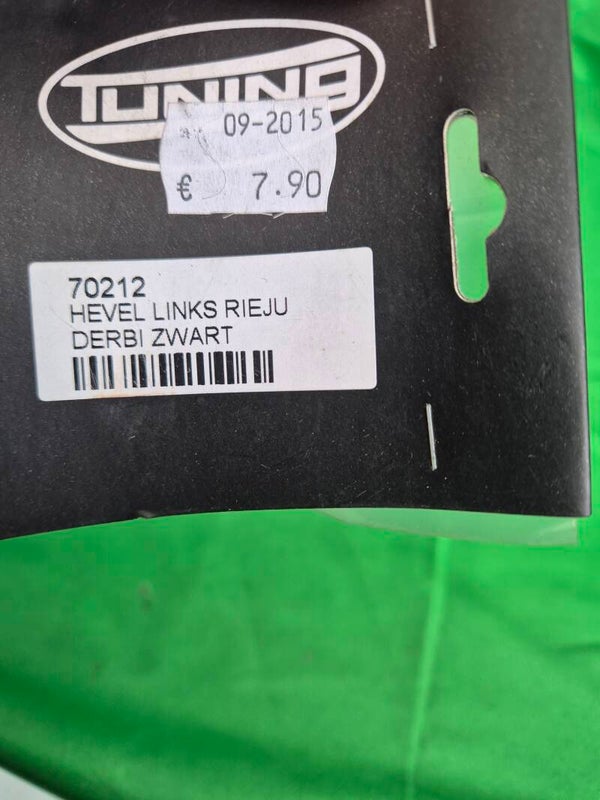 TUNING
09-2015
€ 7.90
70212
HEVEL LINKS RIEJU
DERBI ZWART